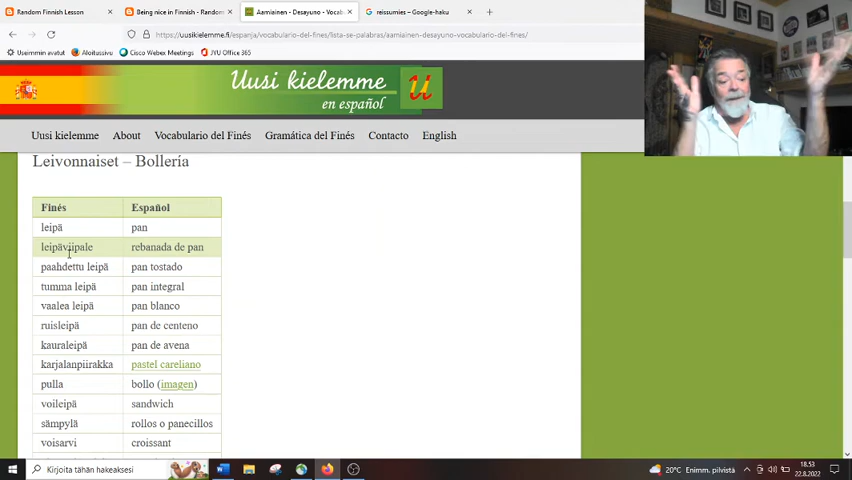 Random Finnish Lesson
Being nice in Finnish - Random
Aamiainen - Desayuno - Vocab
reissumies – Google-haku
https://uusikielemme.fi/espanja/vocabulario-del-fines/lista-se-palabras/aamiainen-desayuno-vocabulario-del-fines/
Useimmin avatut
Aloitussivu
Cisco Webex Meetings
JYU Office 365
Uusi kielemme
en español
u
Uusi kielemme
About
Vocabulario del Finés
Gramática del Finés
Contacto
English
Leivonnaiset – Bollería
Finés Español
leipä pan
leipäviipale rebanada de pan
paahdettu leipä pan tostado
tumma leipä pan integral
vaalea leipä pan blanco
ruisleipä pan de centeno
kauraleipä pan de avena
karjalanpiirakka pastel careliano
pulla bollo (imagen)
voileipä sandwich
sämpylä rollos o panecillos
voisarvi croissant
Kirjoita tähän hakeaksesi
20°C Enimm. pilvistä
18.53
22.8.2022